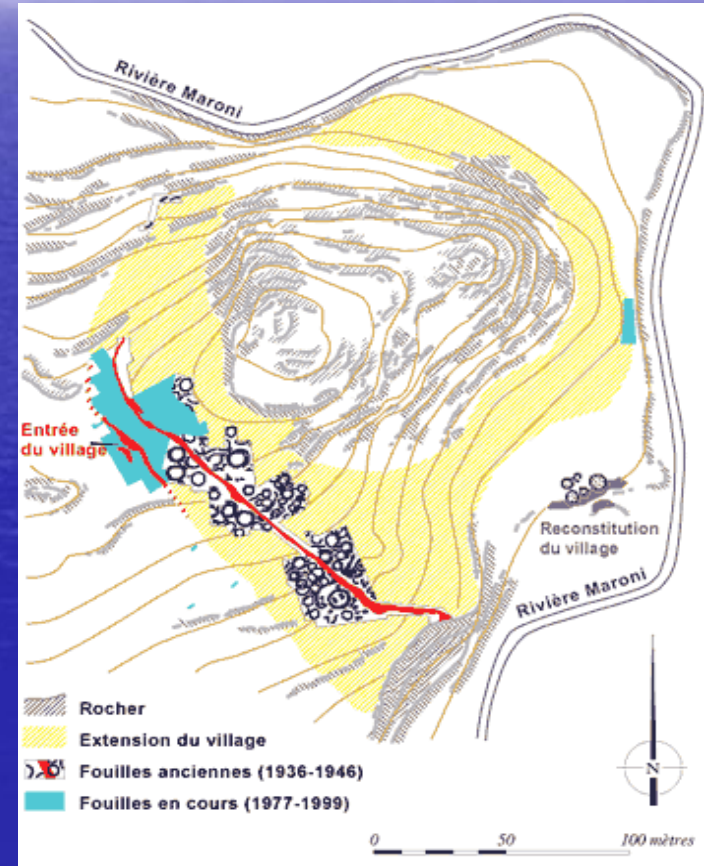 Rivière Maroni
Entrée
du village
Reconstitution
du village
Rivière Maroni
Rocher
Extension du village
Fouilles anciennes (1936-1946)
Fouilles en cours (1977-1999)
N
0 50 100 mètres